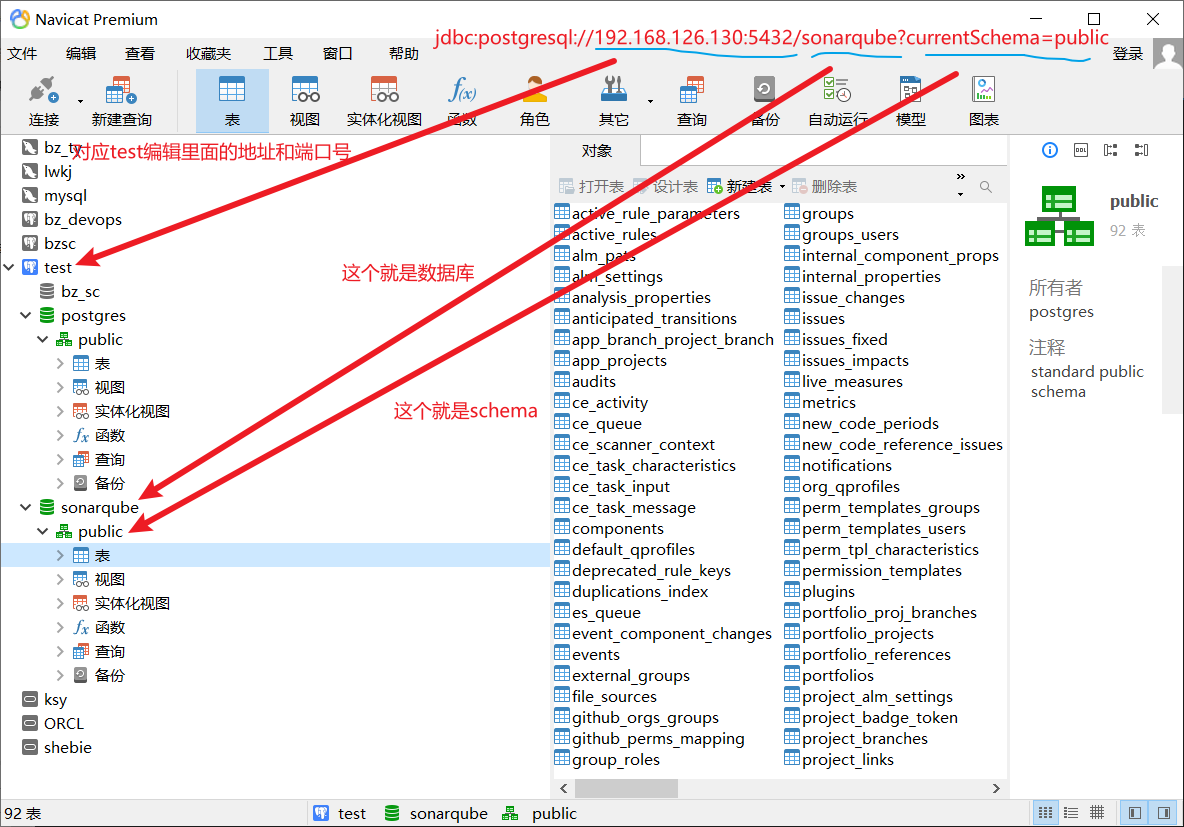 Navicat Premium
jdbc:postgresql://192.168.126.130:5432/sonarqube?currentSchema=public
文件 编辑 查看 收藏夹 工具 窗口 帮助 登录
连接 新建查询 表 视图 实体化视图 函数 角色 其它 查询 备份 自动运行 模型 图表
对应test编辑里面的地址和端口号
这个就是数据库
这个就是schema
bz_ty
lwkj
mysql
bz_devops
bzsc
test
bz_sc
postgres
public
表
视图
实体化视图
函数
查询
备份
sonarqube
public
表
视图
实体化视图
函数
查询
备份
ksy
ORCL
shebie
对象
打开表 设计表 新建表 删除表
active_rule_parameters
active_rules
alm_pats
alm_settings
analysis_properties
anticipated_transitions
app_branch_project_branch
app_projects
audits
ce_activity
ce_queue
ce_scanner_context
ce_task_characteristics
ce_task_input
ce_task_message
components
default_qprofiles
deprecated_rule_keys
duplications_index
es_queue
event_component_changes
events
external_groups
file_sources
github_orgs_groups
github_perms_mapping
group_roles
groups
groups_users
internal_component_props
internal_properties
issue_changes
issues
issues_fixed
issues_impacts
live_measures
metrics
new_code_periods
new_code_reference_issues
notifications
org_qprofiles
perm_templates_groups
perm_templates_users
perm_tpl_characteristics
permission_templates
plugins
portfolio_proj_branches
portfolio_projects
portfolio_references
portfolios
project_alm_settings
project_badge_token
project_branches
project_links
DDL
public
92 表
所有者
postgres
注释
standard public
schema
92 表 test sonarqube public